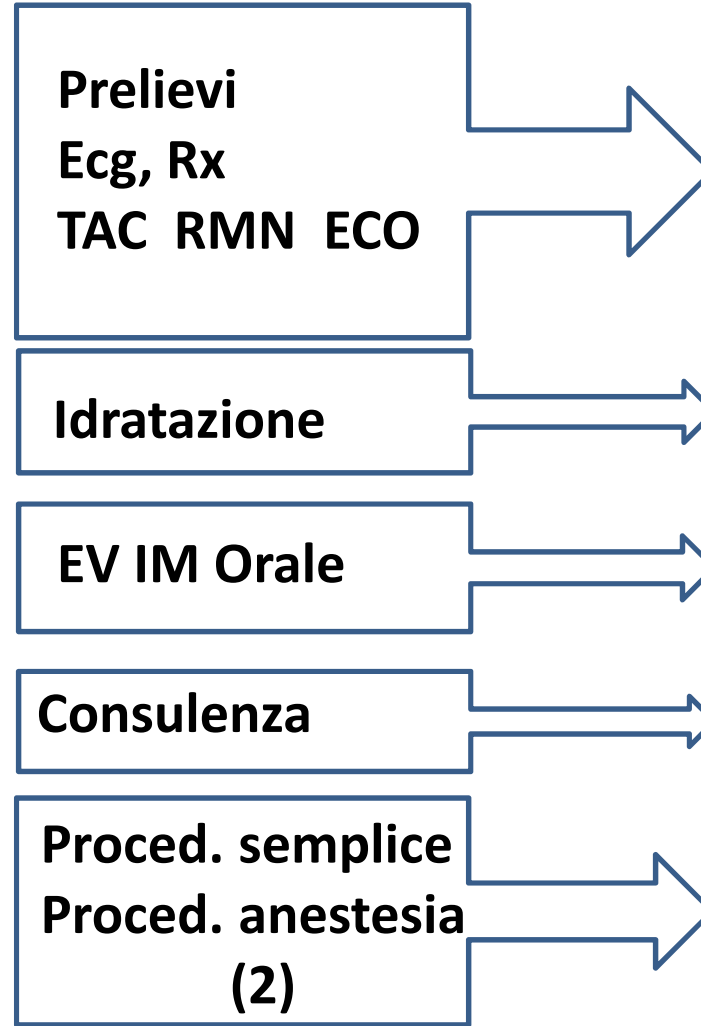 Prelievi
Ecg, Rx
TAC RMN ECO
Idratazione
EV IM Orale
Consulenza
Proced. semplice
Proced. anestesia
(2)